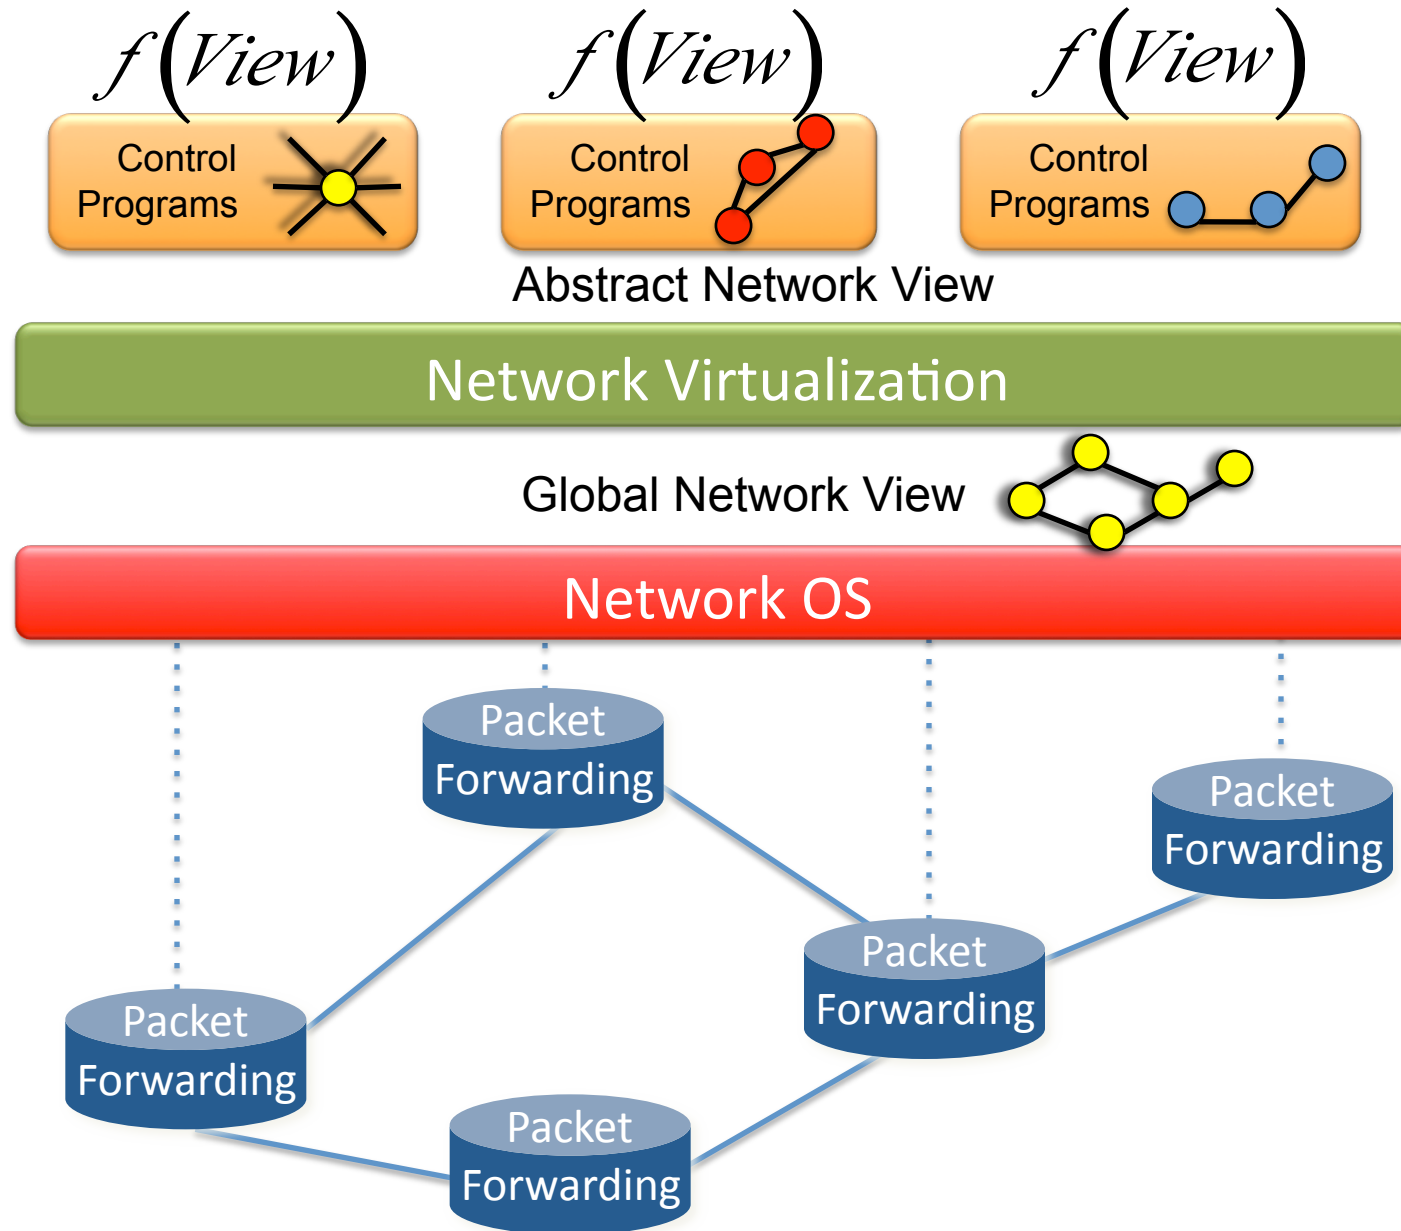 f(View)
f(View)
f(View)
Control
Programs
Control
Programs
Control
Programs
Abstract Network View
Network Virtualization
Global Network View
Network OS
Packet
Forwarding
Packet
Forwarding
Packet
Forwarding
Packet
Forwarding
Packet
Forwarding